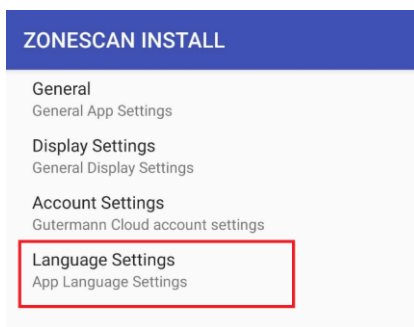 ZONESCAN INSTALL
General
General App Settings
Display Settings
General Display Settings
Account Settings
Gutermann Cloud account settings
Language Settings
App Language Settings